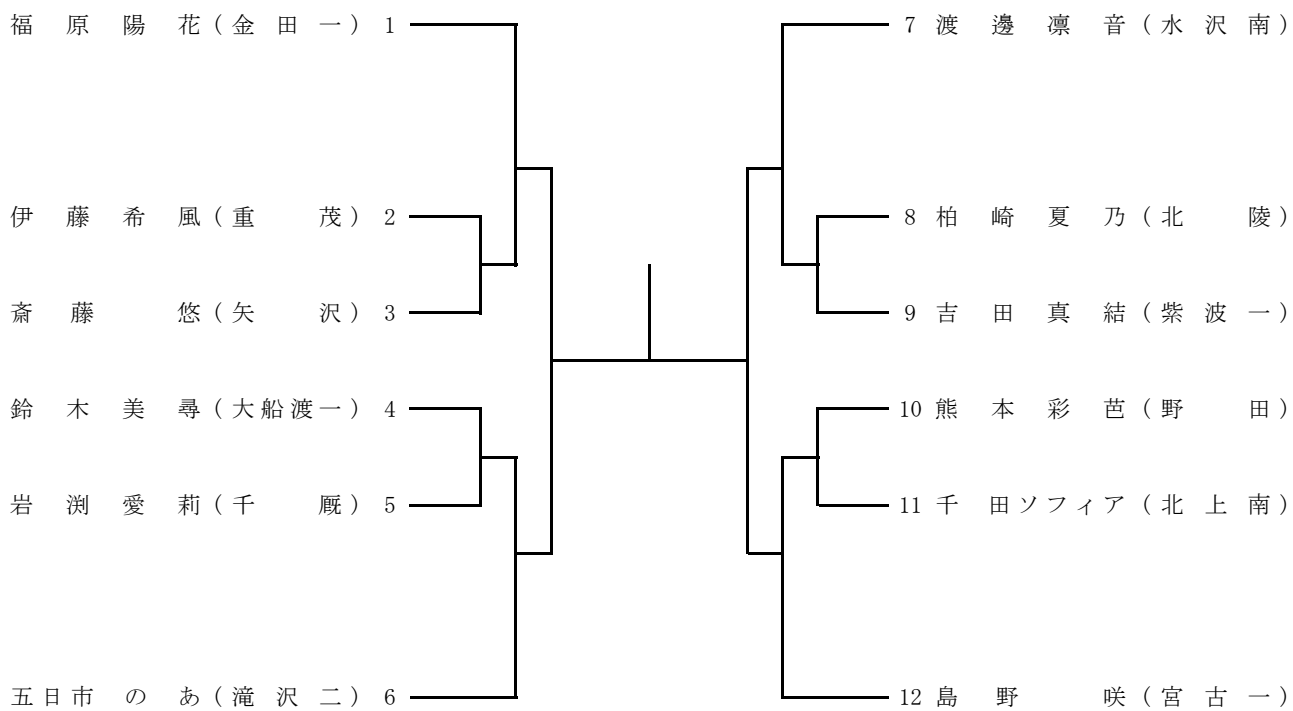 福原陽花(金田一) 1
伊藤希風(重茂) 2
斎藤悠(矢沢) 3
鈴木美尋(大船渡一) 4
岩渕愛莉(千厩) 5
五日市のあ(滝沢二) 6
7 渡邊凛音(水沢南)
8 柏崎夏乃(北陵)
9 吉田真結(紫波一)
10 熊本彩芭(野田)
11 千田ソフィア(北上南)
12 島野咲(宮古一)